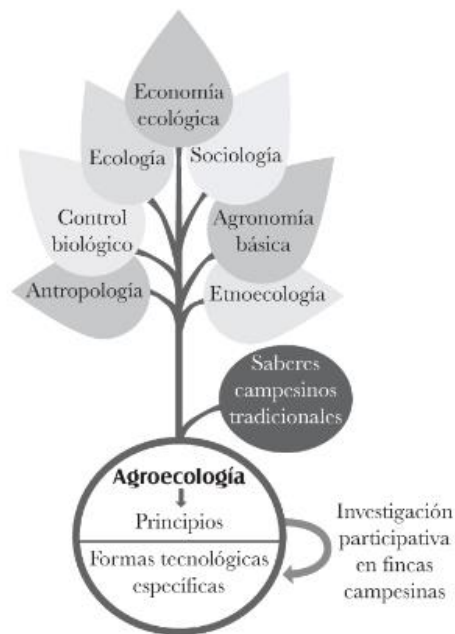 Economía
ecológica
Ecología
Sociología
Control
biológico
Agronomía
básica
Antropología
Etnoecología
Saberes
campesinos
tradicionales
Agroecología
Principios
Formas tecnológicas
específicas
Investigación
participativa
en fincas
campesinas